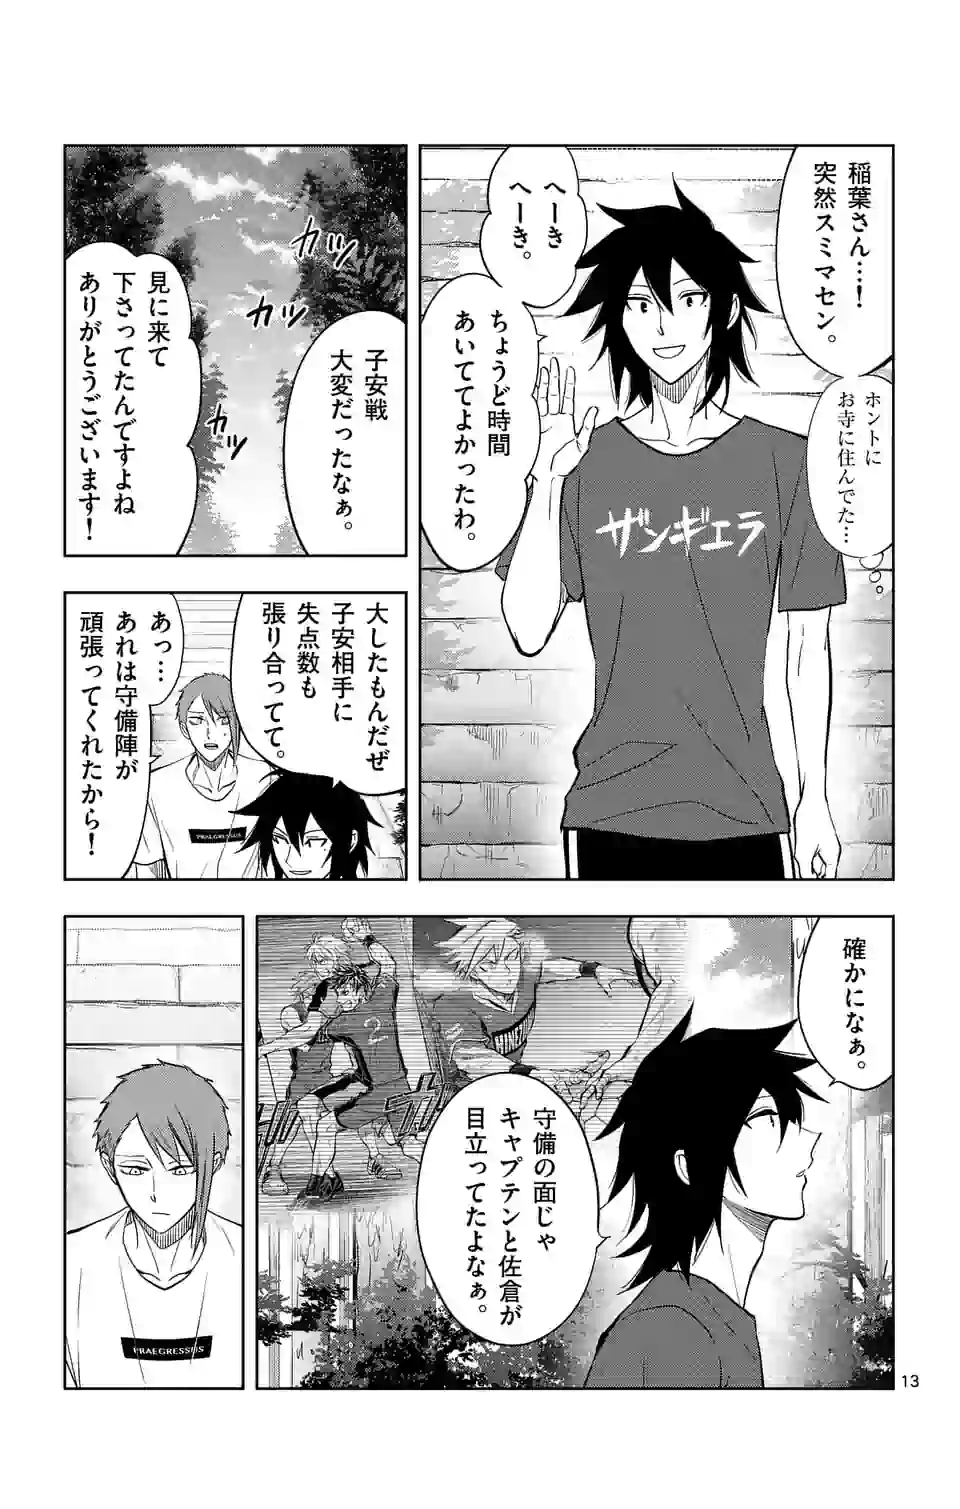 稲葉さん…！
突然スミマセン。
ホントに
お寺に住んでた…
へーき
へーき。
ちょうど時間
あいててよかったわ。
ザンギエラ
カツ
カツ
カツ
子安戦
大変だったなぁ。
見に来て
下さってたんですよね
ありがとうございます！
大したもんだぜ
子安相手に
失点数も
張り合ってて。
あっ…
あれは守備陣が
頑張ってくれたから！
PRAEGRESSUS
確かになぁ。
2
守備の面じゃ
キャプテンと佐倉が
目立ってたよなぁ。
PRAEGRESSUS
13